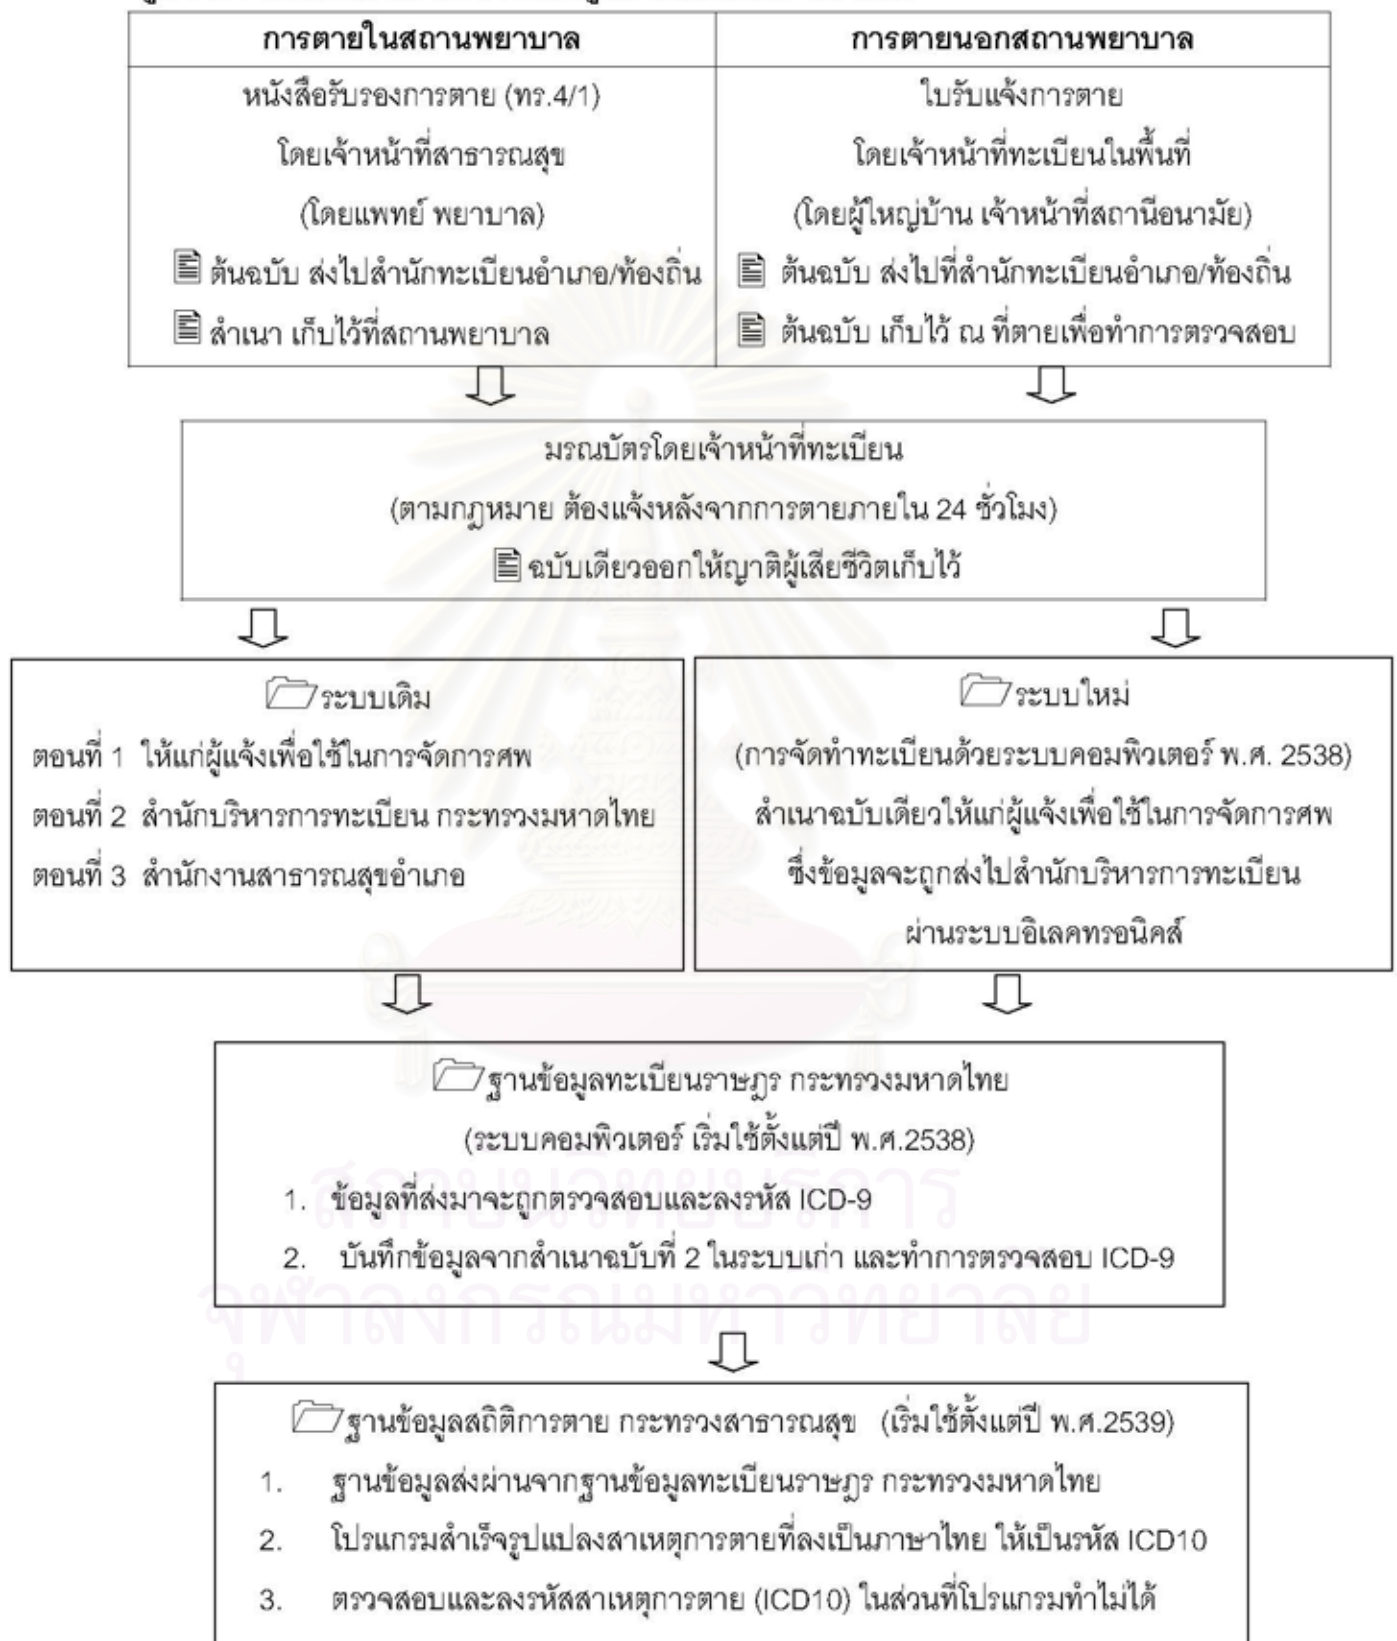 การตายในสถานพยาบาล
หนังสือรับรองการตาย (ทร.4/1)
โดยเจ้าหน้าที่สาธารณสุข
(โดยแพทย์ พยาบาล)
ต้นฉบับ ส่งไปสำนักทะเบียนอำเภอ/ท้องถิ่น
สำเนา เก็บไว้ที่สถานพยาบาล
การตายนอกสถานพยาบาล
ใบรับแจ้งการตาย
โดยเจ้าหน้าที่ทะเบียนในพื้นที่
(โดยผู้ใหญ่บ้าน เจ้าหน้าที่สถานีอนามัย)
ต้นฉบับ ส่งไปที่สำนักทะเบียนอำเภอ/ท้องถิ่น
ต้นฉบับ เก็บไว้ ณ ที่ตายเพื่อทำการตรวจสอบ
มรณบัตรโดยเจ้าหน้าที่ทะเบียน
(ตามกฎหมาย ต้องแจ้งหลังจากการตายภายใน 24 ชั่วโมง)
ฉบับเดียวออกให้ญาติผู้เสียชีวิตเก็บไว้
ระบบเดิม
ตอนที่ 1 ให้แก่ผู้แจ้งเพื่อใช้ในการจัดการศพ
ตอนที่ 2 สำนักบริหารการทะเบียน กระทรวงมหาดไทย
ตอนที่ 3 สำนักงานสาธารณสุขอำเภอ
ระบบใหม่
(การจัดทำทะเบียนด้วยระบบคอมพิวเตอร์ พ.ศ. 2538)
สำเนาฉบับเดียวให้แก่ผู้แจ้งเพื่อใช้ในการจัดการศพ
ซึ่งข้อมูลจะถูกส่งไปสำนักบริหารการทะเบียน
ผ่านระบบอิเลคทรอนิคส์
ฐานข้อมูลทะเบียนราษฎร กระทรวงมหาดไทย
(ระบบคอมพิวเตอร์ เริ่มใช้ตั้งแต่ปี พ.ศ.2538)
1. ข้อมูลที่ส่งมาจะถูกตรวจสอบและลงรหัส ICD-9
2. บันทึกข้อมูลจากสำเนาฉบับที่ 2 ในระบบเก่า และทำการตรวจสอบ ICD-9
สถาบันวิทยบริการ
จุฬาลงกรณ์มหาวิทยาลัย
ฐานข้อมูลสถิติการตาย กระทรวงสาธารณสุข (เริ่มใช้ตั้งแต่ปี พ.ศ.2539)
1. ฐานข้อมูลส่งผ่านจากฐานข้อมูลทะเบียนราษฎร กระทรวงมหาดไทย
2. โปรแกรมสำเร็จรูปแปลงสาเหตุการตายที่ลงเป็นภาษาไทย ให้เป็นรหัส ICD10
3. ตรวจสอบและลงรหัสสาเหตุการตาย (ICD10) ในส่วนที่โปรแกรมทำไม่ได้